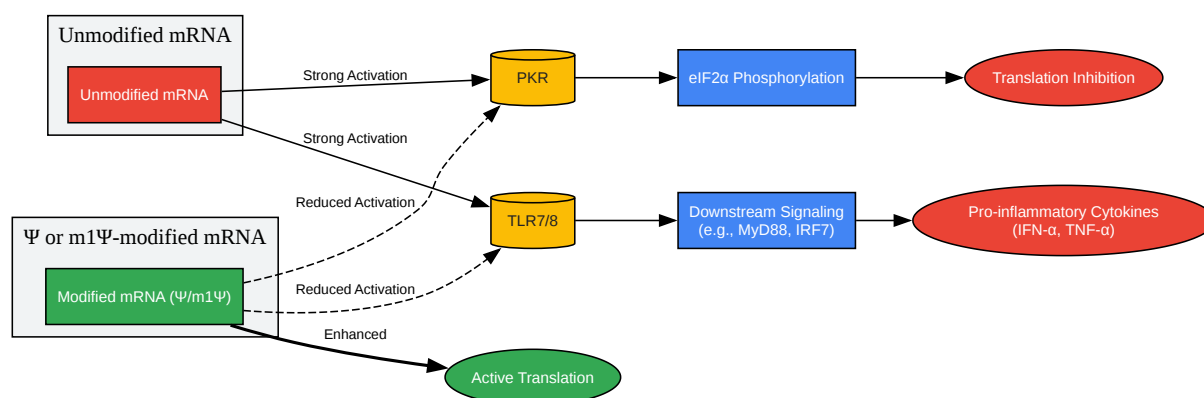 Unmodified mRNA
Unmodified mRNA
Strong Activation
Strong Activation
PKR
eIF2α Phosphorylation
Translation Inhibition
Reduced Activation
TLR7/8
Downstream Signaling
(e.g., MyD88, IRF7)
Pro-inflammatory Cytokines
(IFN-α, TNF-α)
Ψ or m1Ψ-modified mRNA
Modified mRNA (Ψ/m1Ψ)
Reduced Activation
Enhanced
Active Translation